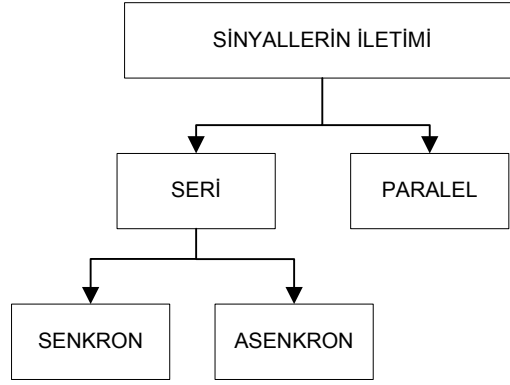 SİNYALLERİN İLETİMİ
SERİ
PARALEL
SENKRON
ASENKRON